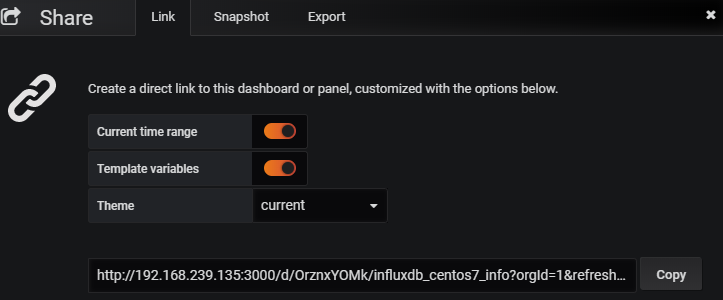 Share Link Snapshot Export
Create a direct link to this dashboard or panel, customized with the options below.
Current time range
Template variables
Theme current
http://192.168.239.135:3000/d/OrznxYOMk/influxdb_centos7_info?orgId=1&refresh... Copy